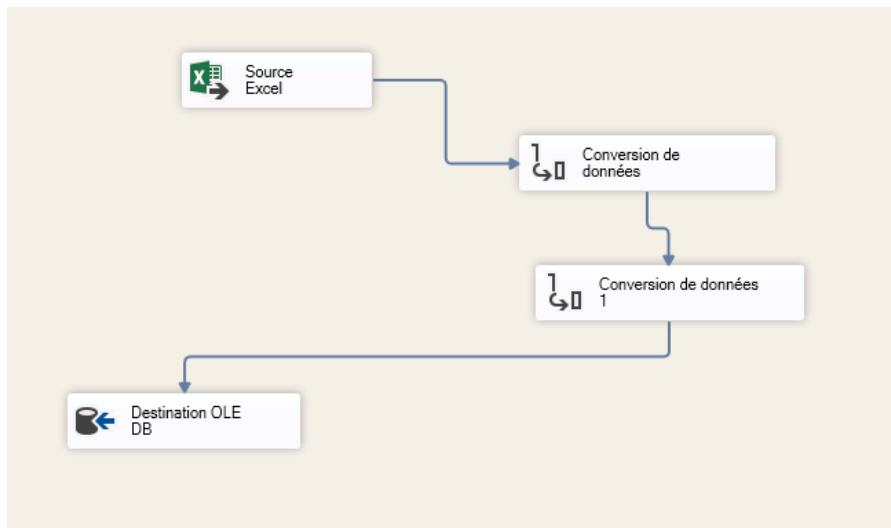 Source
Excel
Conversion de
données
Conversion de données
1
Destination OLE
DB